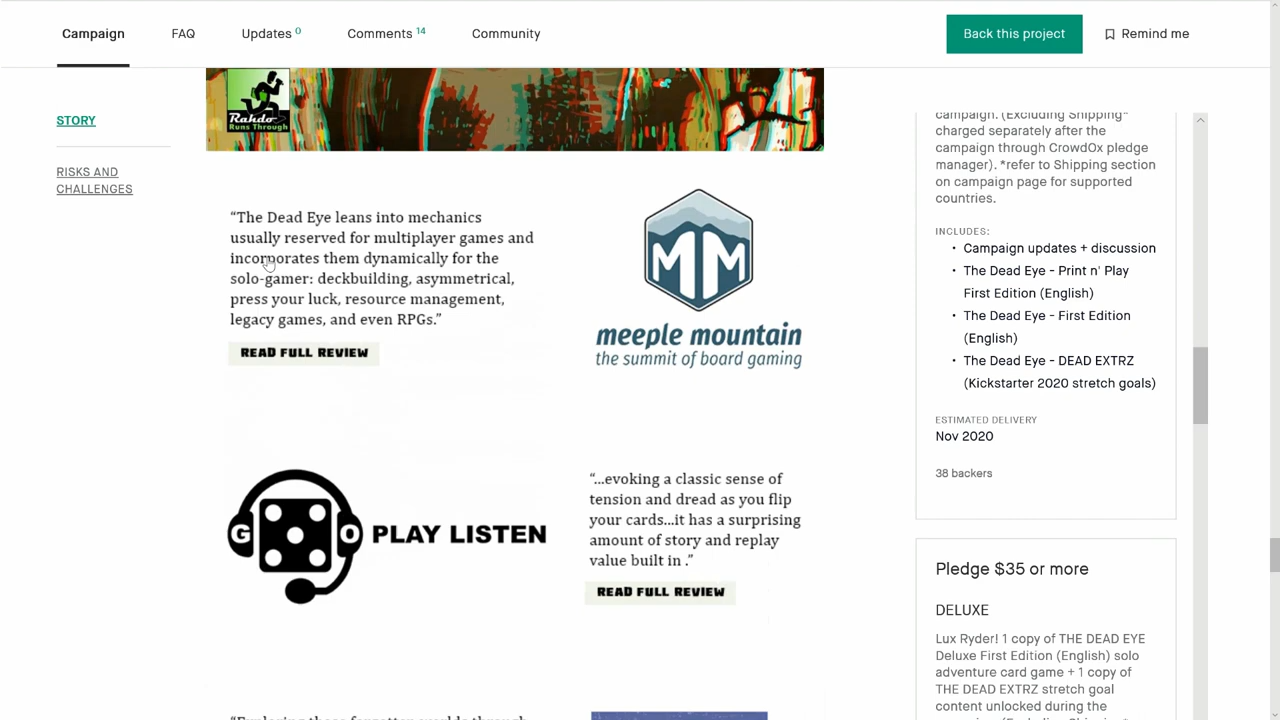 Campaign
FAQ
Updates 0
Comments 14
Community
Back this project
Remind me
STORY
RISKS AND
CHALLENGES
Rahdo
Runs Through
“The Dead Eye leans into mechanics
usually reserved for multiplayer games and
incorporates them dynamically for the
solo-gamer: deckbuilding, asymmetrical,
press your luck, resource management,
legacy games, and even RPGs.”
READ FULL REVIEW
MM
meeple mountain
the summit of board gaming
G O PLAY LISTEN
“...evoking a classic sense of
tension and dread as you flip
your cards...it has a surprising
amount of story and replay
value built in .”
READ FULL REVIEW
“Exploring these forgotten worlds through
campaign. (Excluding Shipping*
charged separately after the
campaign through CrowdOx pledge
manager). *refer to Shipping section
on campaign page for supported
countries.
INCLUDES:
• Campaign updates + discussion
• The Dead Eye - Print n' Play
First Edition (English)
• The Dead Eye - First Edition
(English)
• The Dead Eye - DEAD EXTRZ
(Kickstarter 2020 stretch goals)
ESTIMATED DELIVERY
Nov 2020
38 backers
Pledge $35 or more
DELUXE
Lux Ryder! 1 copy of THE DEAD EYE
Deluxe First Edition (English) solo
adventure card game + 1 copy of
THE DEAD EXTRZ stretch goal
content unlocked during the